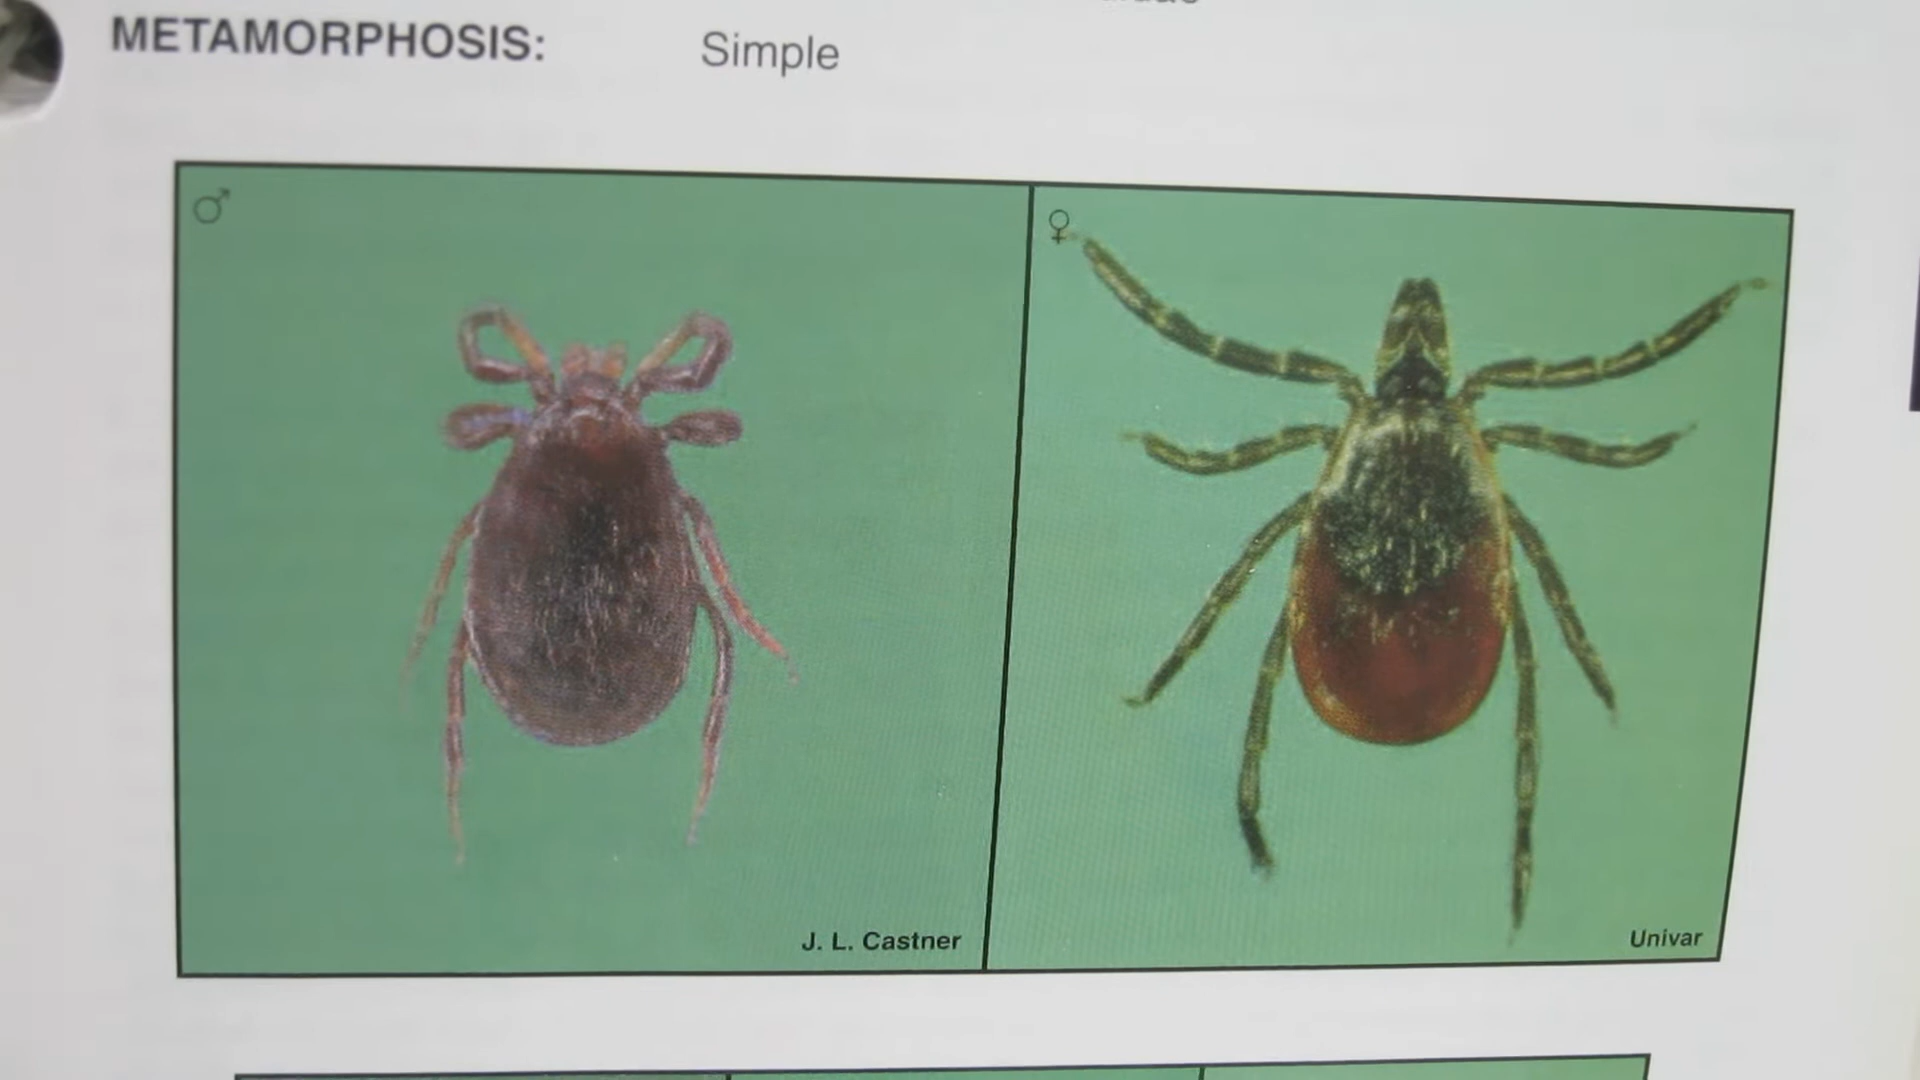 METAMORPHOSIS: Simple
♂
♀
J. L. Castner
Univar